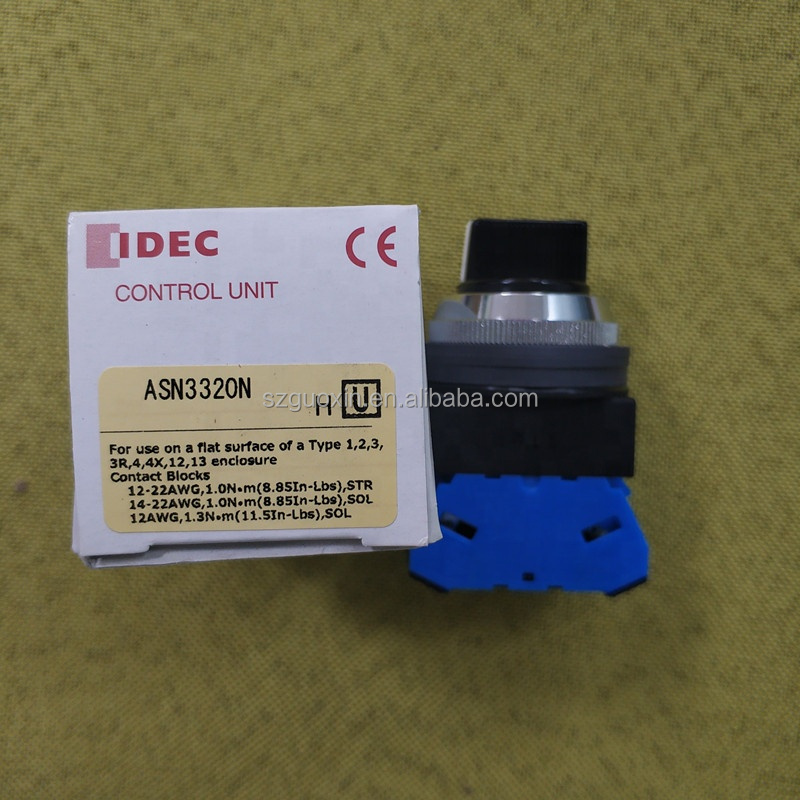 IDEC
CE
CONTROL UNIT
ASN3320N
U
For use on a flat surface of a Type 1,2,3,
3R,4,4X,12,13 enclosure
Contact Blocks
12-22AWG,1.0N•m(8.85In-Lbs),STR
14-22AWG,1.0N•m(8.85In-Lbs),SOL
12AWG,1.3N•m(11.5In-Lbs),SOL
szguoxin.en.alibaba.com